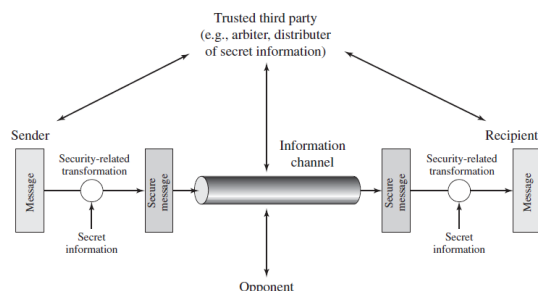 Trusted third party
(e.g., arbiter, distributer
of secret information)
Sender
Recipient
Information
channel
Security-related
transformation
Security-related
transformation
Message
Secure
message
Secure
message
Message
Secret
information
Secret
information
Opponent